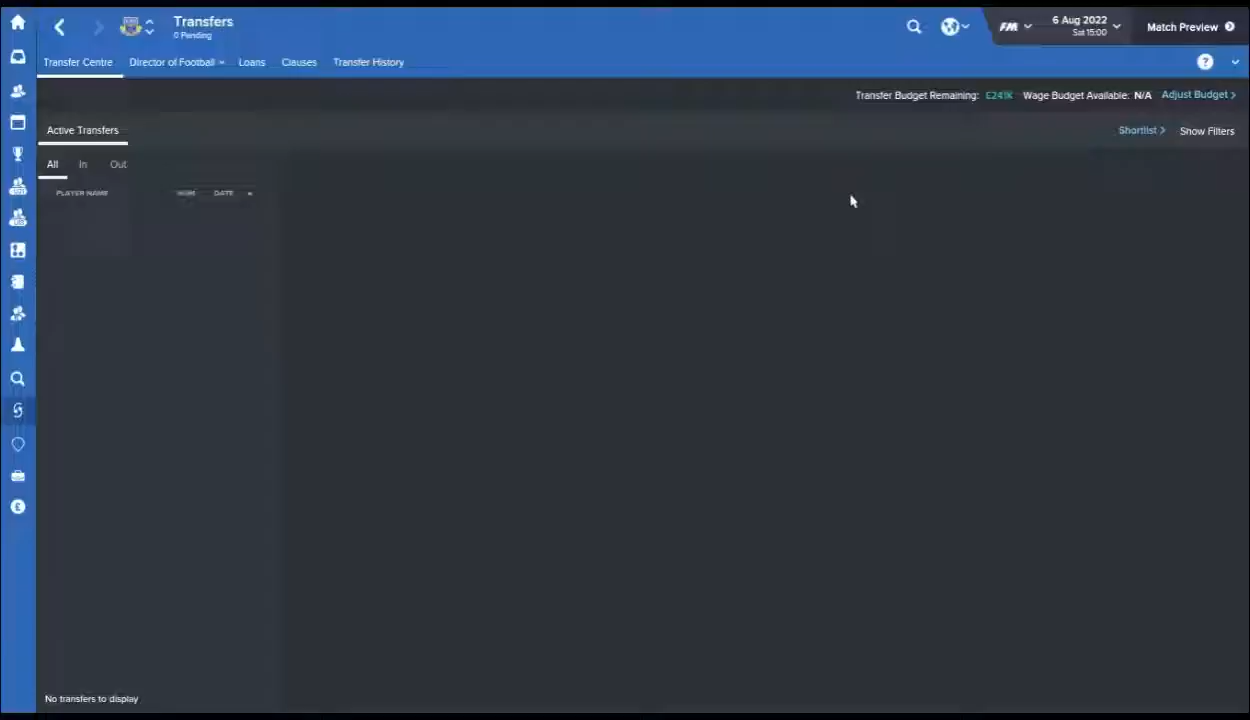 Transfers
0 Pending
FM
6 Aug 2022
Sat 15:00
Match Preview
Transfer Centre
Director of Football
Loans
Clauses
Transfer History
?
Transfer Budget Remaining: £241K Wage Budget Available: N/A Adjust Budget >
Active Transfers
Shortlist >
Show Filters
All
In
Out
PLAYER NAME
DATE
No transfers to display